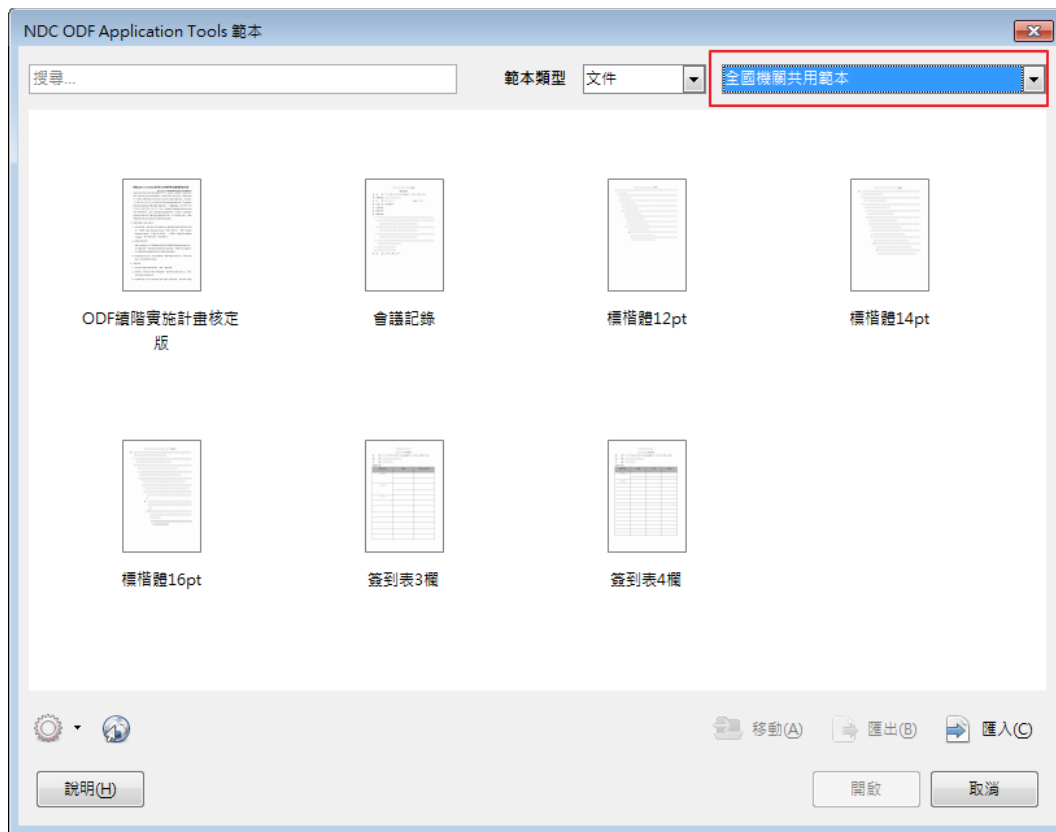 NDC ODF Application Tools 範本
搜尋...
範本類型
文件
全國機關共用範本
ODF續階實施計畫核定
版
會議記錄
標楷體12pt
標楷體14pt
標楷體16pt
簽到表3欄
簽到表4欄
移動(A)
匯出(B)
匯入(C)
說明(H)
開啟
取消